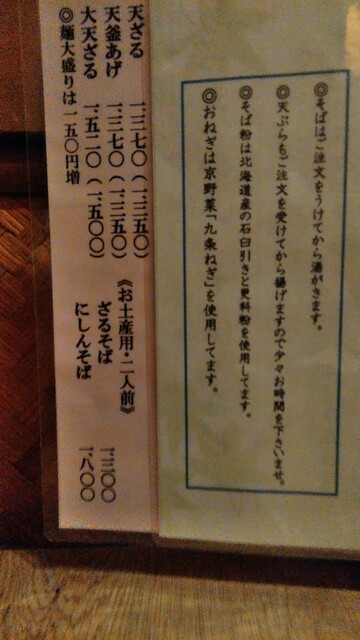 ◎そばはご注文をうけてから湯がきます。
◎天ぷらもご注文を受けてから揚げますので少々お時間を下さいませ。
◎そば粉は北海道産の石臼引きと更科粉を使用してます。
◎おねぎは京野菜「九条ねぎ」を使用してます。
天ざる 一、三七〇（一、三五〇）
天釜あげ 一、三七〇（一、三五〇）
大天ざる 一、五二〇（一、五〇〇）
◎麺大盛りは一五〇円増
《お土産用・二人前》
ざるそば 一、三〇〇
にしんそば 一、八〇〇